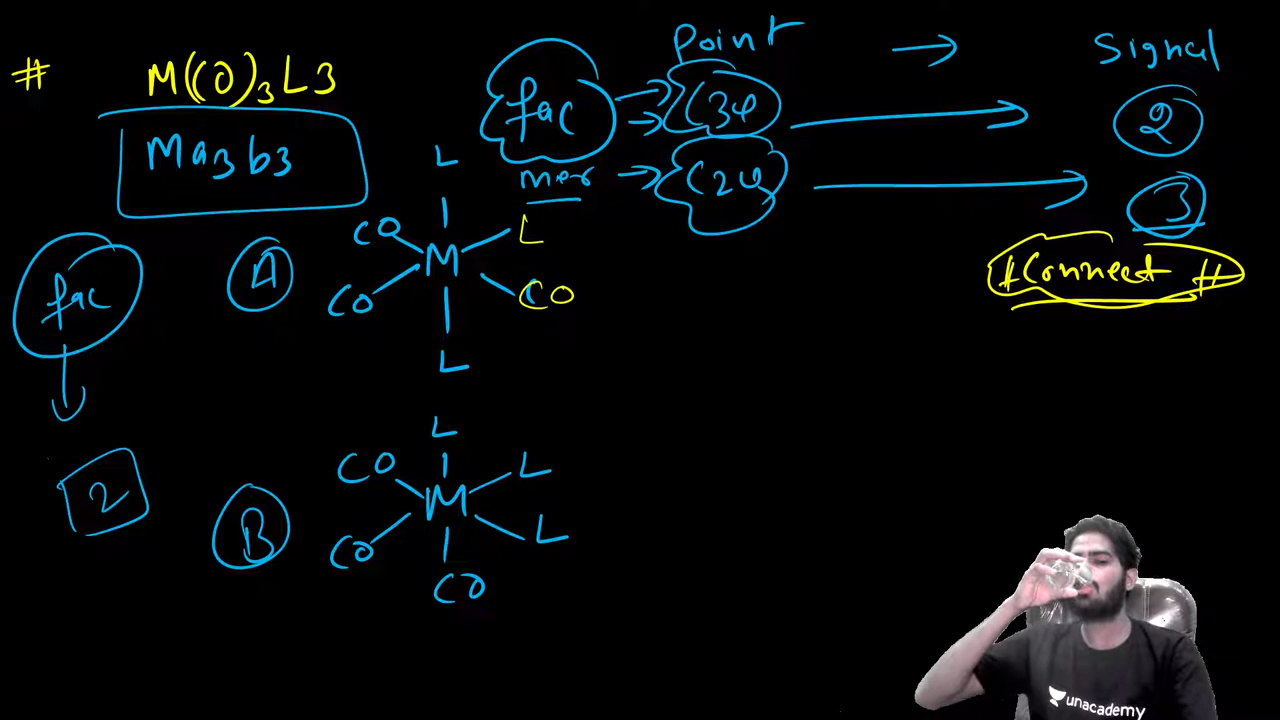 # M(CO)3L3
Ma3b3
Point → Signal
fac → C3v → 2
mer → C2v → 3
#Connect #
fac
2
A
L
CO L
M
CO CO
L
B
L
CO L
M
CO L
CO
unacademy